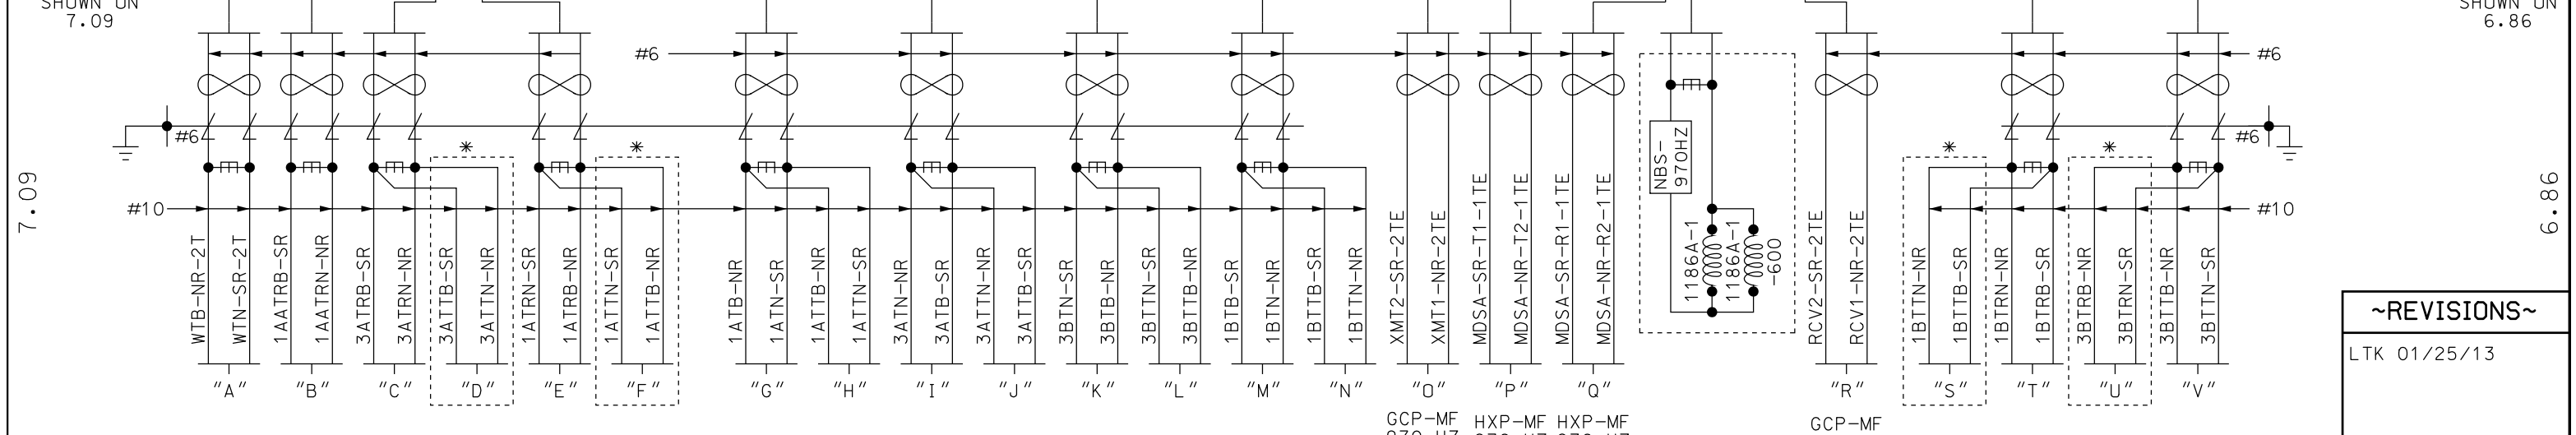 SHOWN ON
7.09
SHOWN ON
6.86
#6
#6
#6
#6
*
*
*
*
7.09
6.86
#10
#10
NBS-
970HZ
WTB-NR-2T
WTN-SR-2T
1AATRB-SR
1AATRN-NR
3ATRB-SR
3ATRN-NR
3ATTB-SR
3ATTN-NR
1ATRN-SR
1ATRB-NR
1ATTN-SR
1ATTB-NR
1ATB-NR
1ATN-SR
1ATTB-NR
1ATTN-SR
3ATN-NR
3ATB-SR
3ATTN-NR
3ATTB-SR
3BTN-SR
3BTB-NR
3BTTN-SR
3BTTB-NR
1BTB-SR
1BTN-NR
1BTTB-SR
1BTTN-NR
XMT2-SR-2TE
XMT1-NR-2TE
MDSA-SR-T1-1TE
MDSA-NR-T2-1TE
MDSA-SR-R1-1TE
MDSA-NR-R2-1TE
1186A-1
1186A-1
-600
RCV2-SR-2TE
RCV1-NR-2TE
1BTTN-NR
1BTTB-SR
1BTRN-NR
1BTRB-SR
3BTRB-NR
3BTRN-SR
3BTTB-NR
3BTTN-SR
~REVISIONS~
LTK 01/25/13
"A" "B" "C" "D" "E" "F" "G" "H" "I" "J" "K" "L" "M" "N" "O" "P" "Q" "R" "S" "T" "U" "V"
GCP-MF HXP-MF HXP-MF GCP-MF